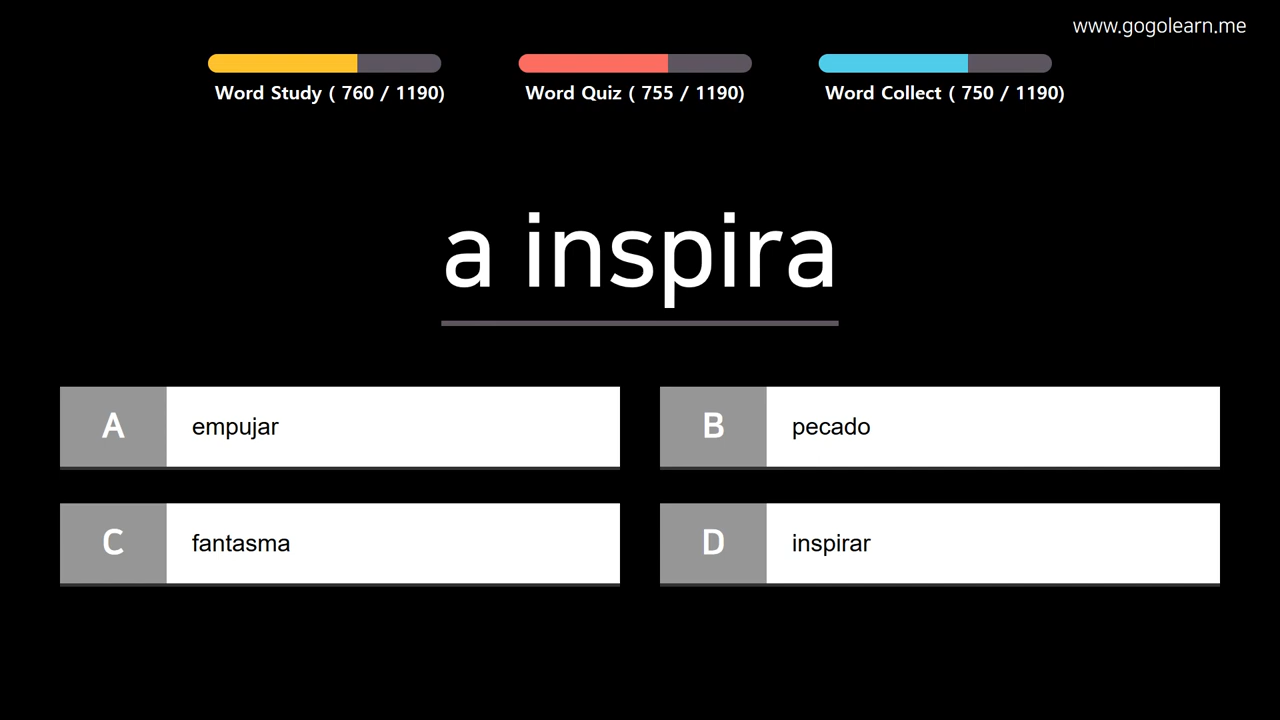 www.gogolearn.me
Word Study ( 760 / 1190)
Word Quiz ( 755 / 1190)
Word Collect ( 750 / 1190)
a inspira
A empujar
B pecado
C fantasma
D inspirar